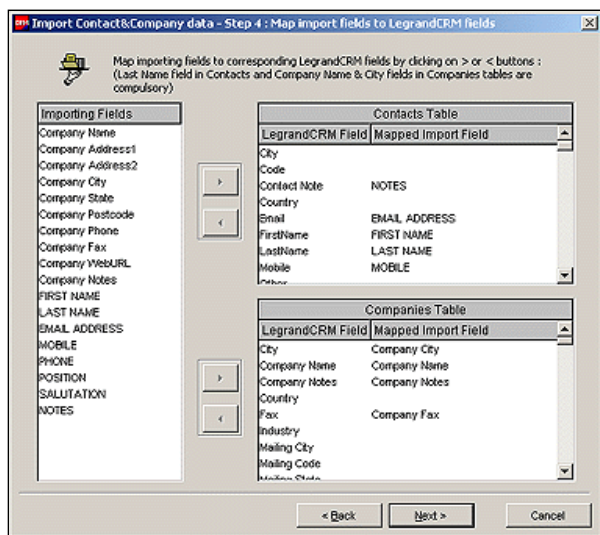 Import Contact&Company data - Step 4 : Map import fields to LegrandCRM fields
Map importing fields to corresponding LegrandCRM fields by clicking on > or < buttons :
(Last Name field in Contacts and Company Name & City fields in Companies tables are
compulsory)
Importing Fields
Company Name
Company Address1
Company Address2
Company City
Company State
Company Postcode
Company Phone
Company Fax
Company WebURL
Company Notes
FIRST NAME
LAST NAME
EMAIL ADDRESS
MOBILE
PHONE
POSITION
SALUTATION
NOTES
>
<
>
<
Contacts Table
LegrandCRM Field Mapped Import Field
City
Code
Contact Note NOTES
Country
Email EMAIL ADDRESS
FirstName FIRST NAME
LastName LAST NAME
Mobile MOBILE
Other
Companies Table
LegrandCRM Field Mapped Import Field
City Company City
Company Name Company Name
Company Notes Company Notes
Country
Fax Company Fax
Industry
Mailing City
Mailing Code
Mailing State
< Back Next > Cancel